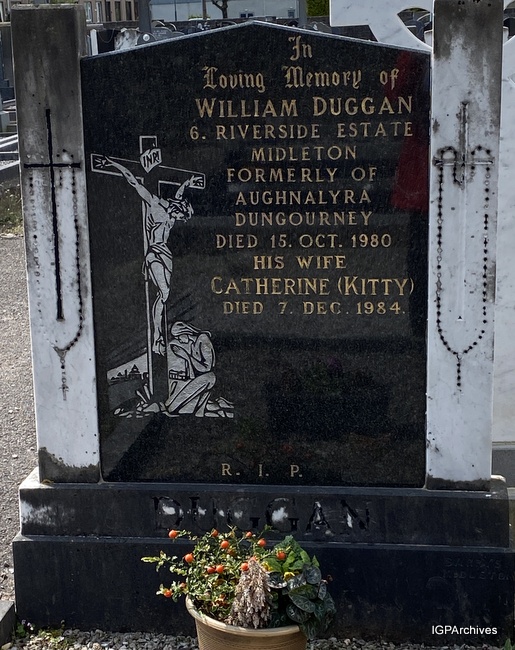 In
Loving Memory of
WILLIAM DUGGAN
6. RIVERSIDE ESTATE
MIDLETON
FORMERLY OF
AUGHNALYRA
DUNGOURNEY
DIED 15. OCT. 1980
HIS WIFE
CATHERINE (KITTY)
DIED 7. DEC. 1984.
INRI
R. I. P.
DUGGAN
IGPArchives